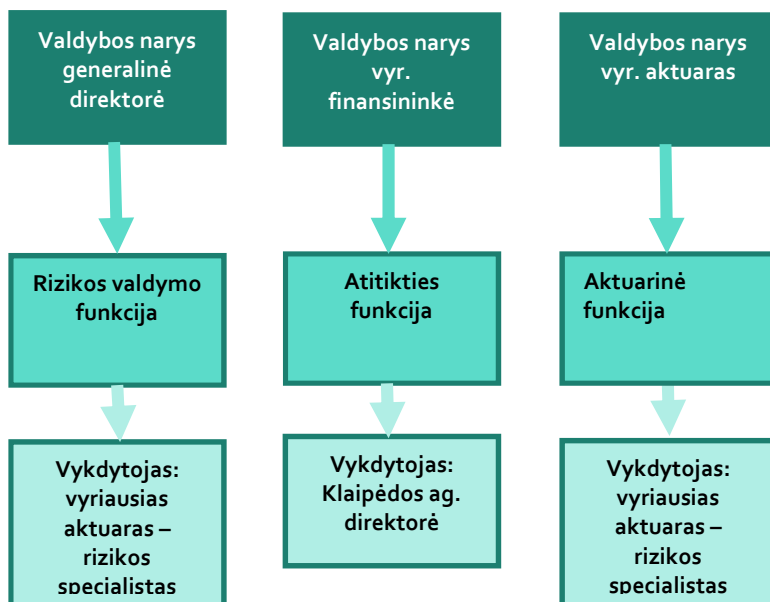 Valdybos narys
generalinė
direktorė
Valdybos narys
vyr.
finansininkė
Valdybos narys
vyr. aktuaras
Rizikos valdymo
funkcija
Atitikties
funkcija
Aktuarinė
funkcija
Vykdytojas:
vyriausias
aktuaras –
rizikos
specialistas
Vykdytojas:
Klaipėdos ag.
direktorė
Vykdytojas:
vyriausias
aktuaras –
rizikos
specialistas